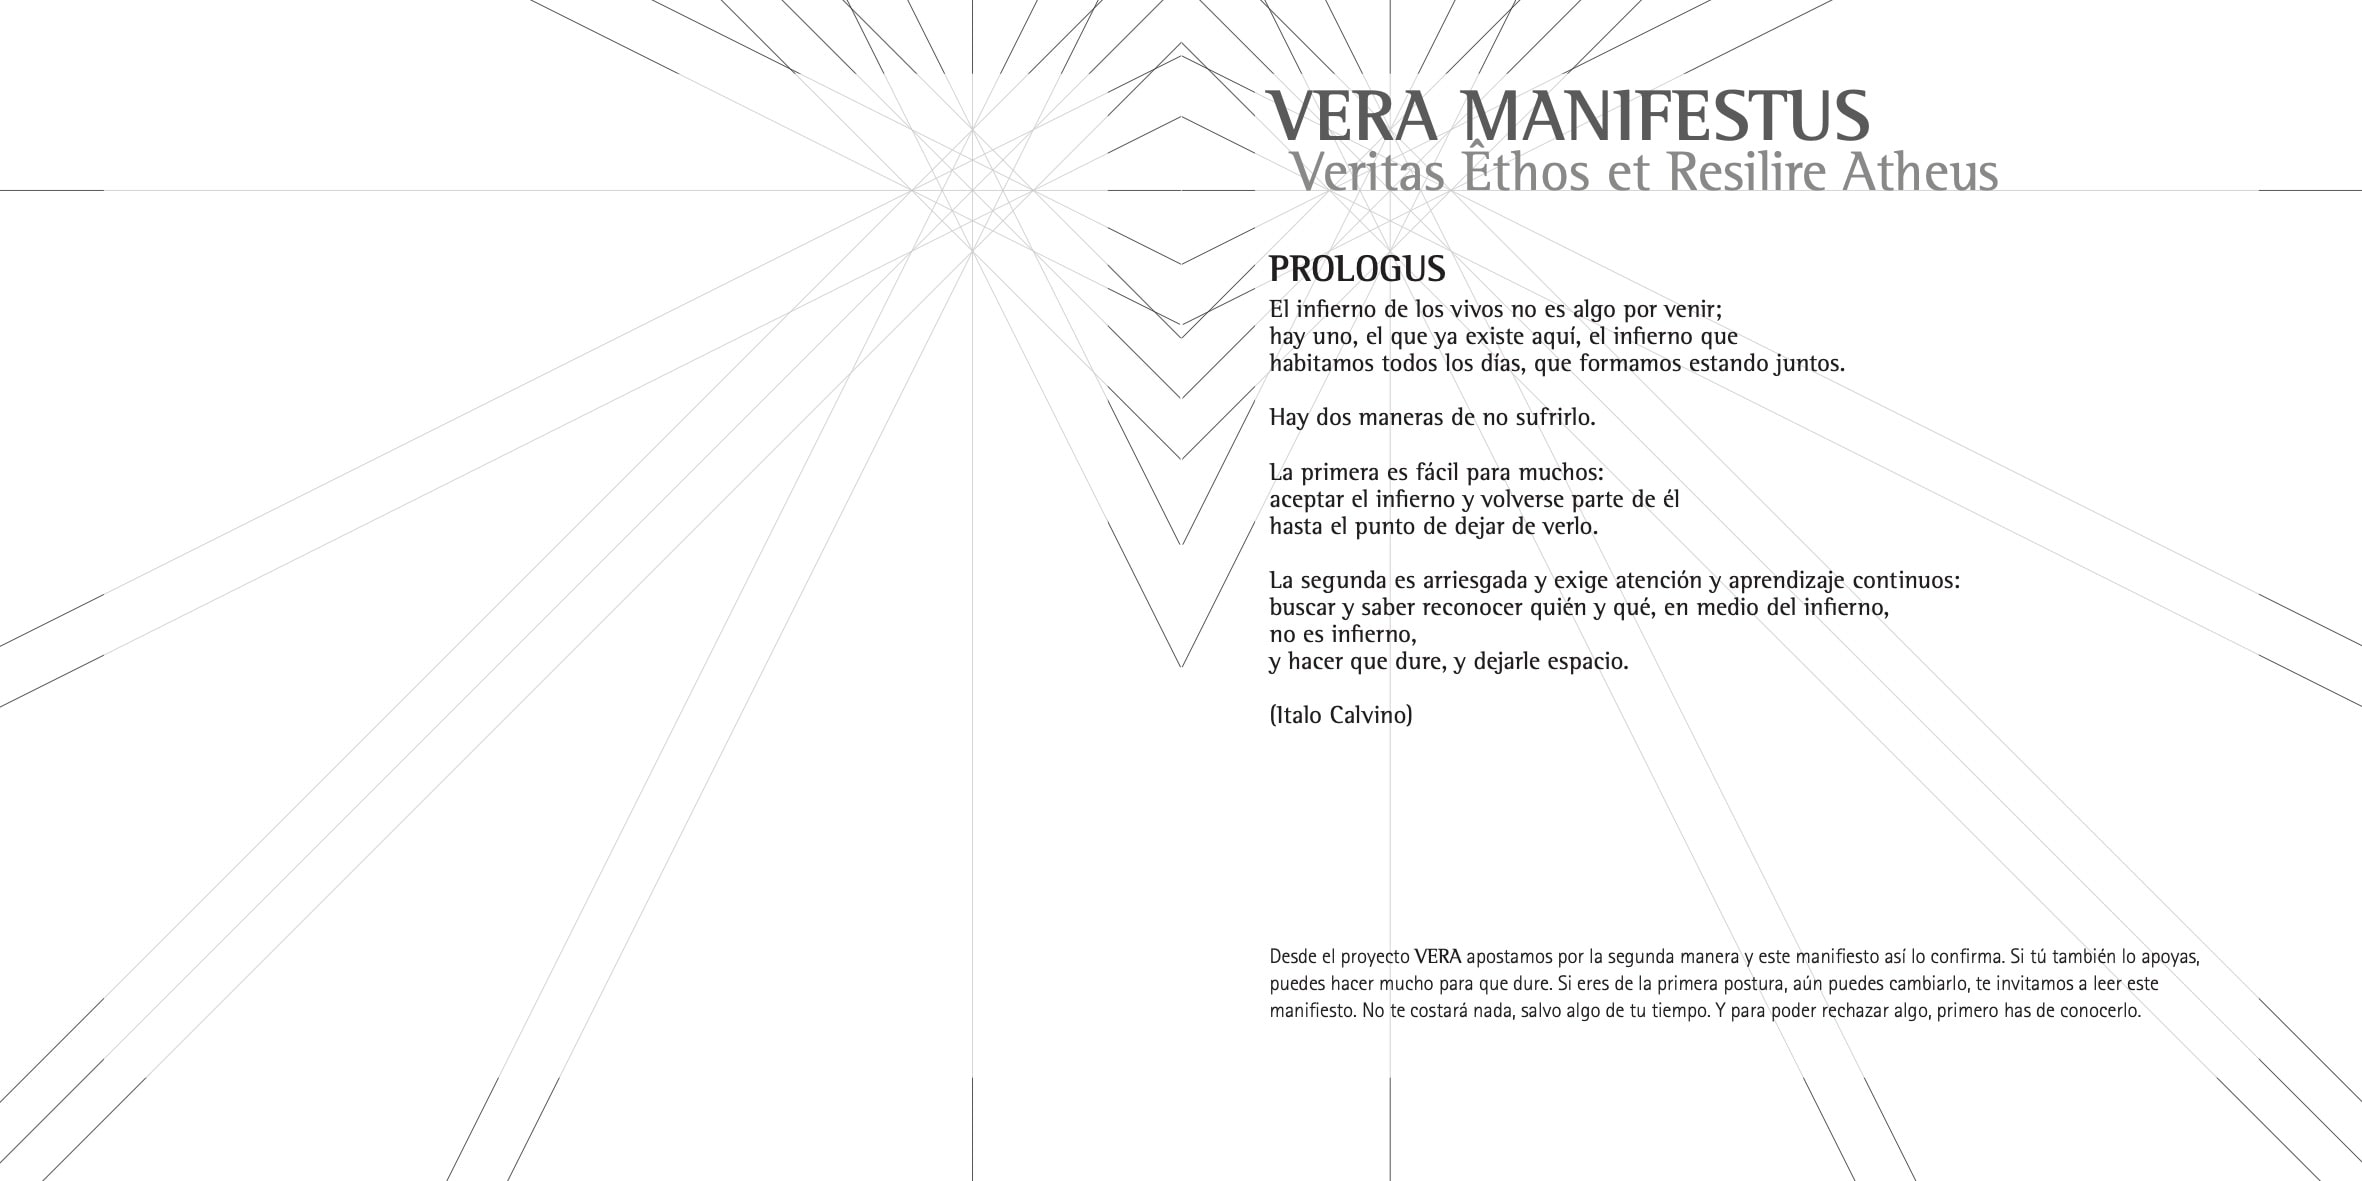 VERA MANIFESTUS
Veritas Êthos et Resilire Atheus
PROLOGUS
El infierno de los vivos no es algo por venir;
hay uno, el que ya existe aquí, el infierno que
habitamos todos los días, que formamos estando juntos.
Hay dos maneras de no sufrirlo.
La primera es fácil para muchos:
aceptar el infierno y volverse parte de él
hasta el punto de dejar de verlo.
La segunda es arriesgada y exige atención y aprendizaje continuos:
buscar y saber reconocer quién y qué, en medio del infierno,
no es infierno,
y hacer que dure, y dejarle espacio.
(Italo Calvino)
Desde el proyecto VERA apostamos por la segunda manera y este manifiesto así lo confirma. Si tú también lo apoyas,
puedes hacer mucho para que dure. Si eres de la primera postura, aún puedes cambiarlo, te invitamos a leer este
manifiesto. No te costará nada, salvo algo de tu tiempo. Y para poder rechazar algo, primero has de conocerlo.